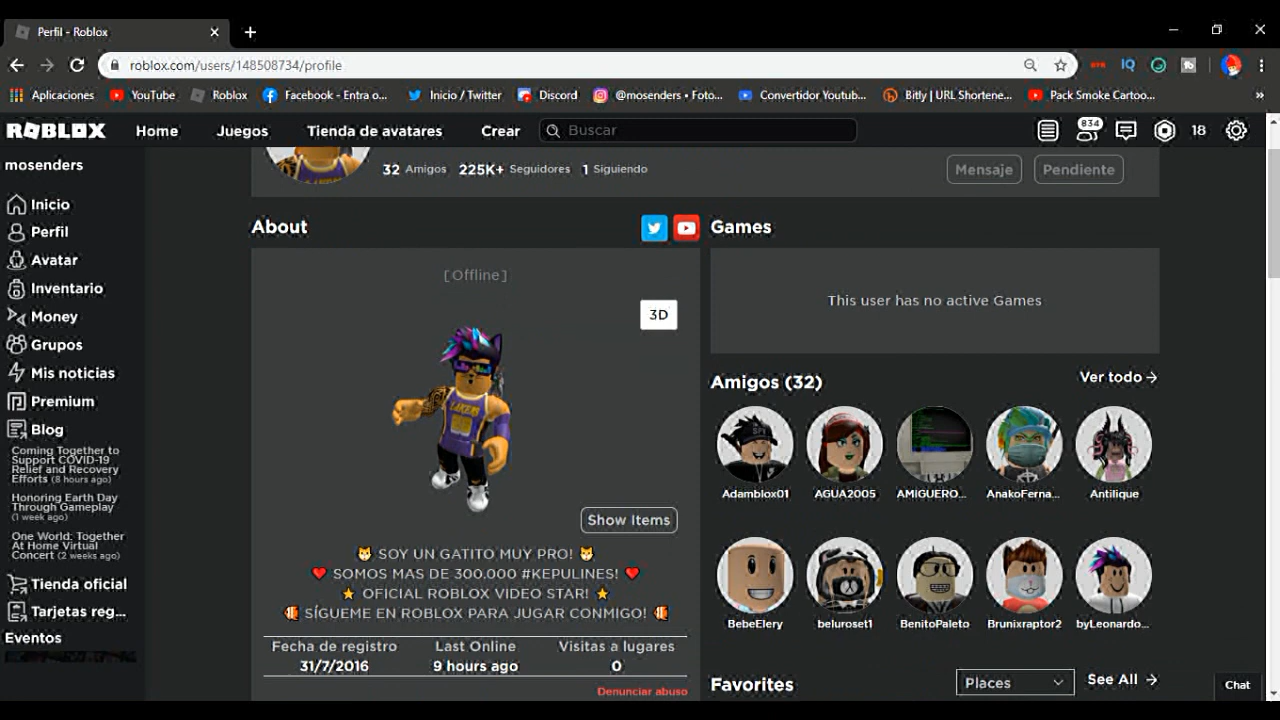 Perfil - Roblox
roblox.com/users/148508734/profile
Aplicaciones
YouTube
Roblox
Facebook - Entra o...
Inicio / Twitter
Discord
@mosenders • Foto...
Convertidor Youtub...
Bitly | URL Shortene...
Pack Smoke Cartoo...
ROBLOX
Home
Juegos
Tienda de avatares
Crear
Buscar
834
18
mosenders
Inicio
Perfil
Avatar
Inventario
Money
Grupos
Mis noticias
Premium
Blog
Coming Together to
Support COVID-19
Relief and Recovery
Efforts (8 hours ago)
Honoring Earth Day
Through Gameplay
(1 week ago)
One World: Together
At Home Virtual
Concert (2 weeks ago)
Tienda oficial
Tarjetas reg...
Eventos
32 Amigos 225K+ Seguidores 1 Siguiendo
Mensaje
Pendiente
About
[Offline]
3D
LAKERS
Show Items
🐱 SOY UN GATITO MUY PRO! 🐱
❤️ SOMOS MAS DE 300.000 #KEPULINES! ❤️
⭐ OFICIAL ROBLOX VIDEO STAR! ⭐
🐠 SÍGUEME EN ROBLOX PARA JUGAR CONMIGO! 🐠
Fecha de registro
31/7/2016
Last Online
9 hours ago
Visitas a lugares
0
Denunciar abuso
Games
This user has no active Games
Amigos (32)
Ver todo
Adamblox01
AGUA2005
AMIGUERO...
AnakoFerna...
Antilique
BebeElery
beluroset1
BenitoPaleto
Brunixraptor2
byLeonardo...
Favorites
Places
See All
Chat